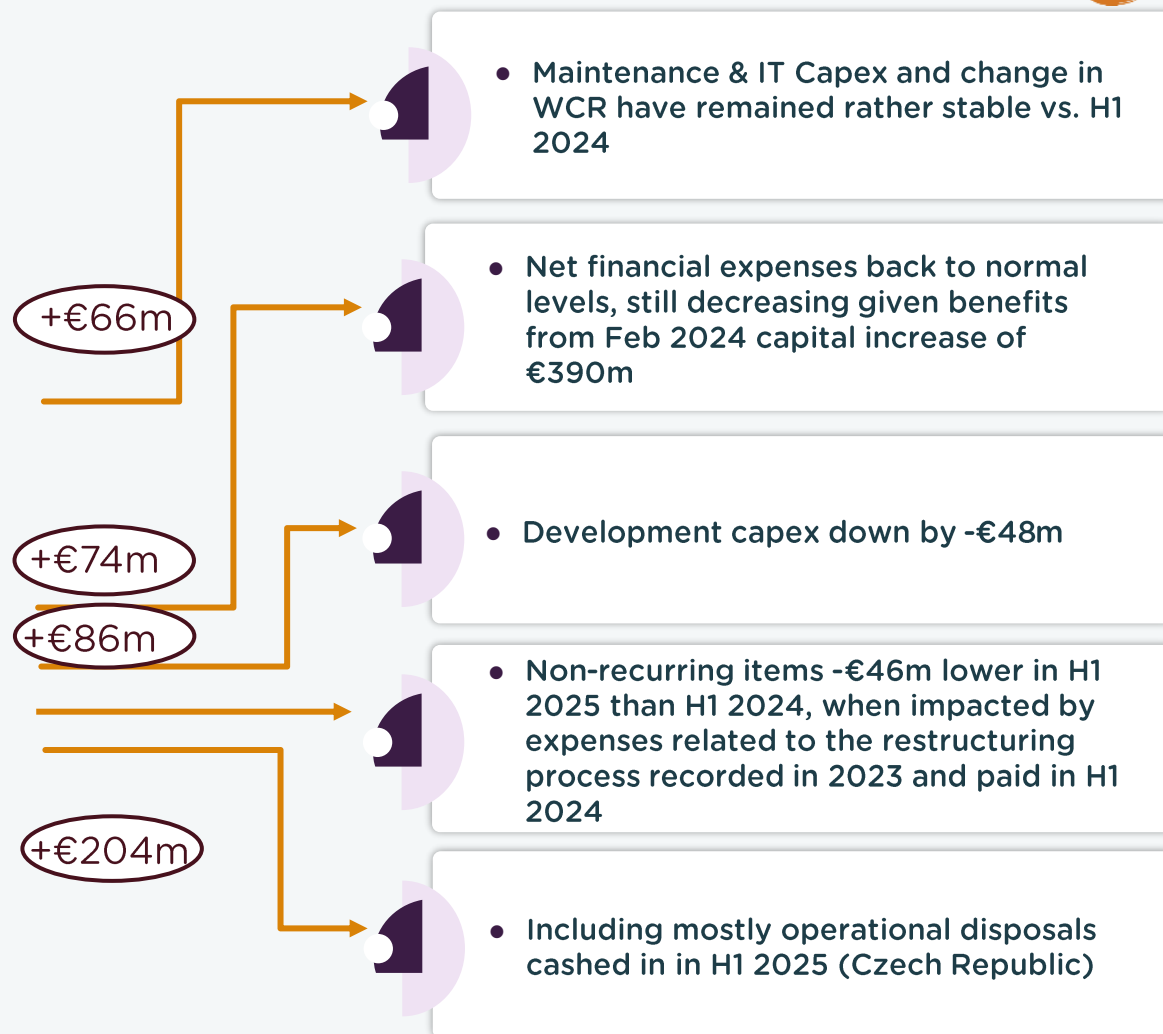 ● Maintenance & IT Capex and change in
WCR have remained rather stable vs. H1
2024
● Net financial expenses back to normal
levels, still decreasing given benefits
from Feb 2024 capital increase of
€390m
+€66m
● Development capex down by -€48m
+€74m
+€86m
● Non-recurring items -€46m lower in H1
2025 than H1 2024, when impacted by
expenses related to the restructuring
process recorded in 2023 and paid in H1
2024
+€204m
● Including mostly operational disposals
cashed in in H1 2025 (Czech Republic)